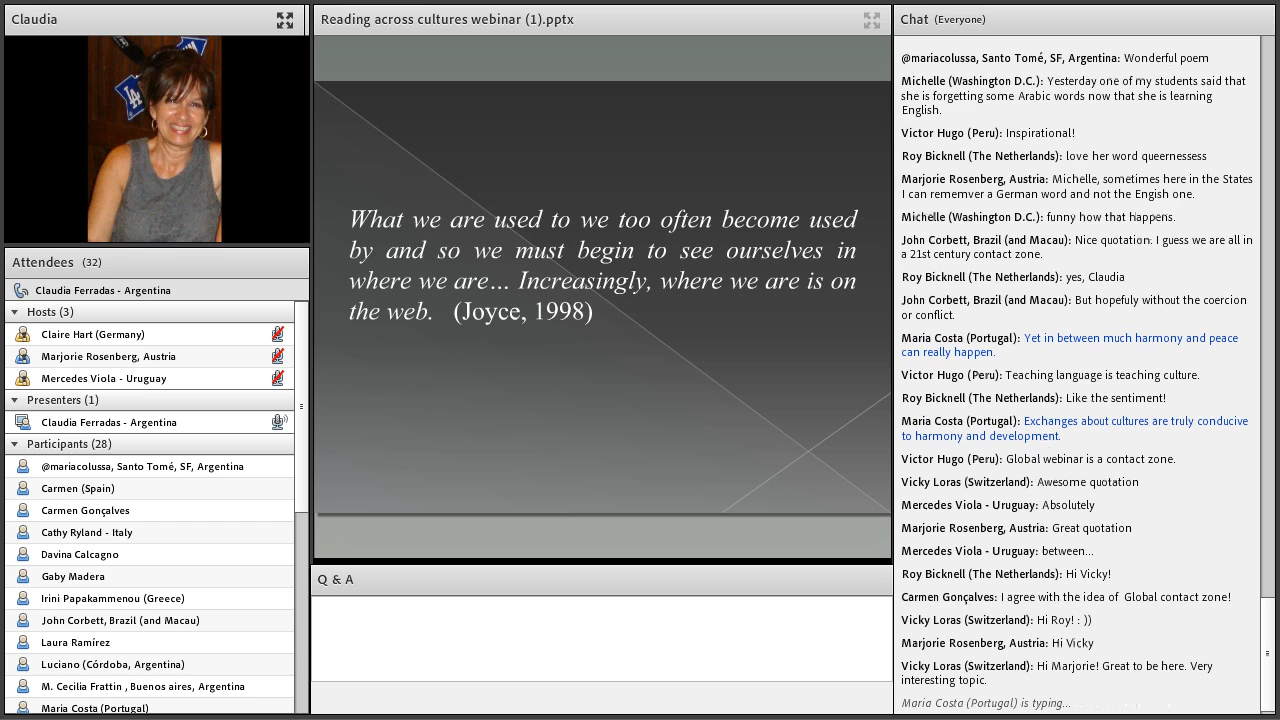 Claudia
LA
Attendees (32)
Claudia Ferradas - Argentina
Hosts (3)
Claire Hart (Germany)
Marjorie Rosenberg, Austria
Mercedes Viola - Uruguay
Presenters (1)
Claudia Ferradas - Argentina
Participants (28)
@mariacolussa, Santo Tomé, SF, Argentina
Carmen (Spain)
Carmen Gonçalves
Cathy Ryland - Italy
Davina Calcagno
Gaby Madera
Irini Papakammenou (Greece)
John Corbett, Brazil (and Macau)
Laura Ramírez
Luciano (Córdoba, Argentina)
M. Cecilia Frattin , Buenos aires, Argentina
Maria Costa (Portugal)
Reading across cultures webinar (1).pptx
What we are used to we too often become used
by and so we must begin to see ourselves in
where we are... Increasingly, where we are is on
the web. (Joyce, 1998)
Q & A
Chat (Everyone)
@mariacolussa, Santo Tomé, SF, Argentina: Wonderful poem
Michelle (Washington D.C.): Yesterday one of my students said that
she is forgetting some Arabic words now that she is learning
English.
Victor Hugo (Peru): Inspirational!
Roy Bicknell (The Netherlands): love her word queernessess
Marjorie Rosenberg, Austria: Michelle, sometimes here in the States
I can rememver a German word and not the Engish one.
Michelle (Washington D.C.): funny how that happens.
John Corbett, Brazil (and Macau): Nice quotation. I guess we are all in
a 21st century contact zone.
Roy Bicknell (The Netherlands): yes, Claudia
John Corbett, Brazil (and Macau): But hopefuly without the coercion
or conflict.
Maria Costa (Portugal): Yet in between much harmony and peace
can really happen.
Victor Hugo (Peru): Teaching language is teaching culture.
Roy Bicknell (The Netherlands): Like the sentiment!
Maria Costa (Portugal): Exchanges about cultures are truly conducive
to harmony and development.
Victor Hugo (Peru): Global webinar is a contact zone.
Vicky Loras (Switzerland): Awesome quotation
Mercedes Viola - Uruguay: Absolutely
Marjorie Rosenberg, Austria: Great quotation
Mercedes Viola - Uruguay: between...
Roy Bicknell (The Netherlands): Hi Vicky!
Carmen Gonçalves: I agree with the idea of Global contact zone!
Vicky Loras (Switzerland): Hi Roy! : ))
Marjorie Rosenberg, Austria: Hi Vicky
Vicky Loras (Switzerland): Hi Marjorie! Great to be here. Very
interesting topic.
Maria Costa (Portugal) is typing...